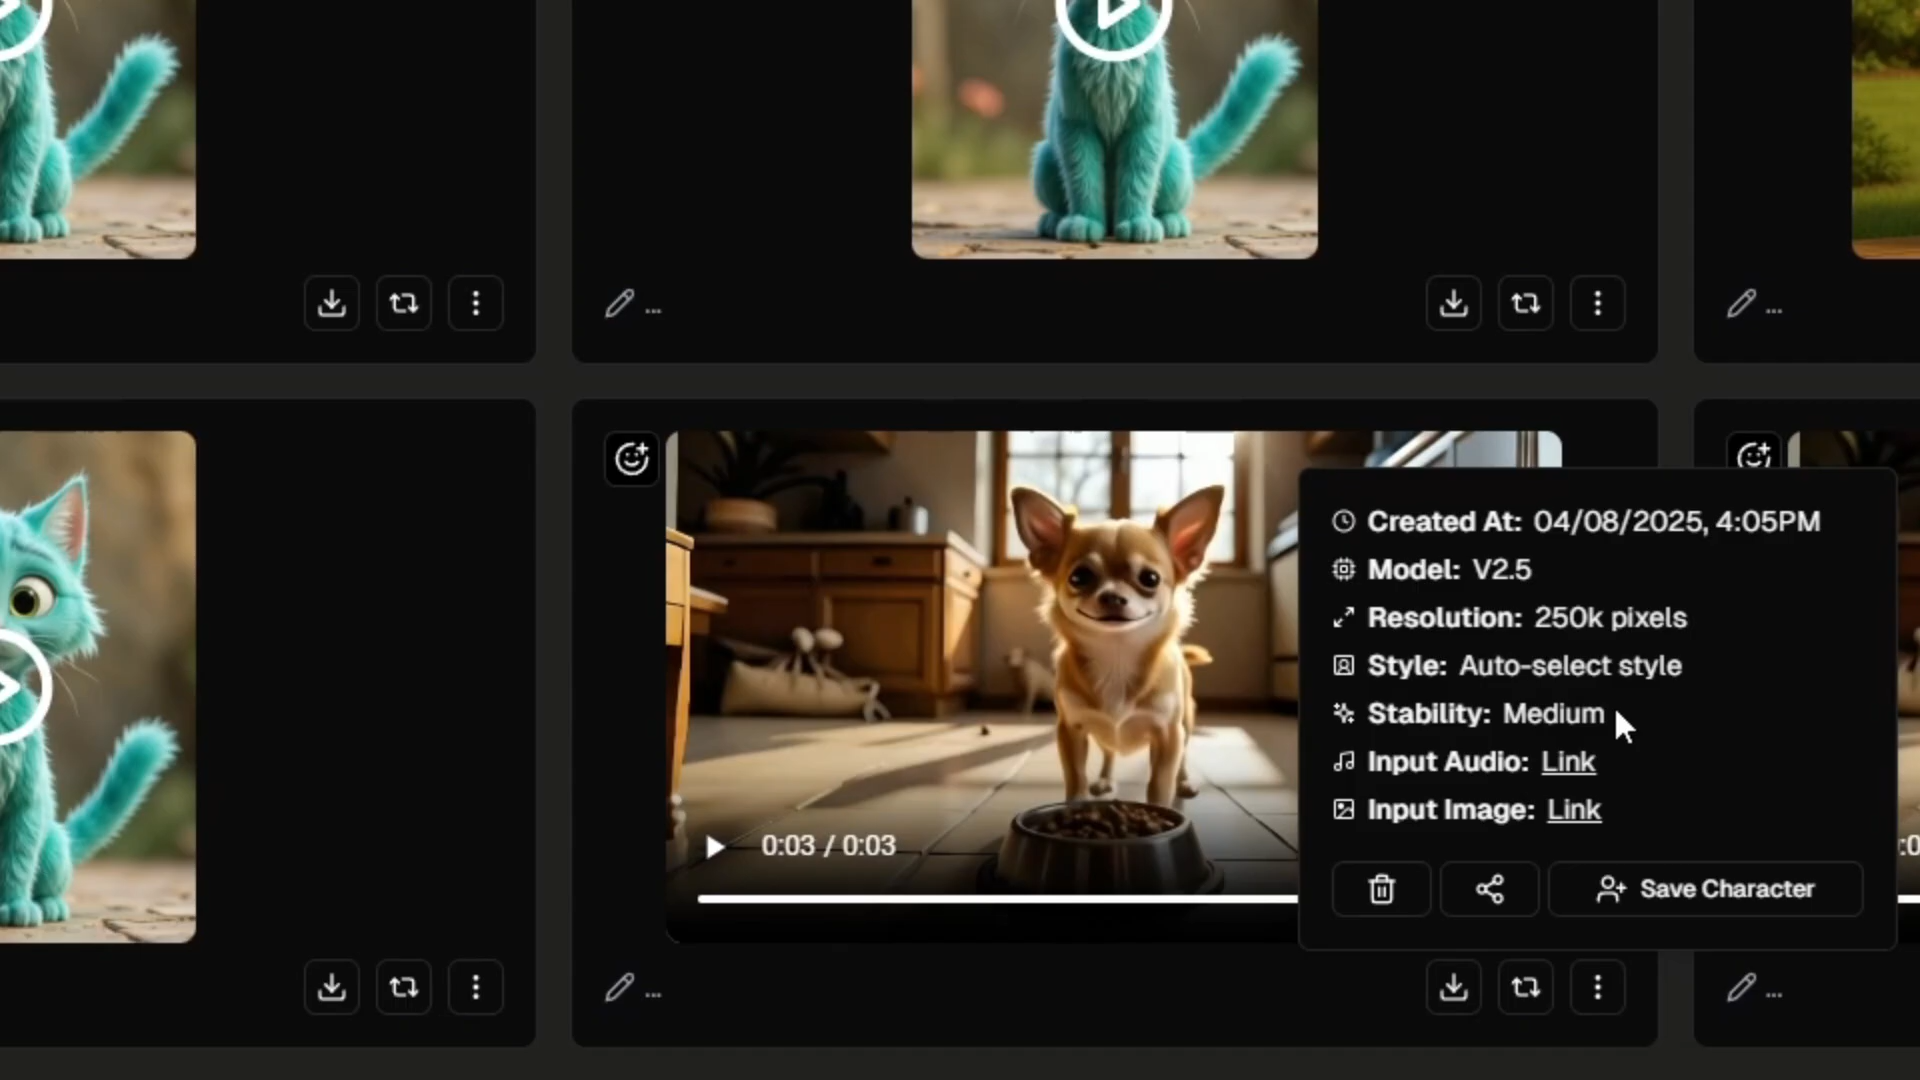 ...
...
Created At: 04/08/2025, 4:05PM
Model: V2.5
Resolution: 250k pixels
Style: Auto-select style
Stability: Medium
Input Audio: Link
Input Image: Link
0:03 / 0:03
Save Character
...
...